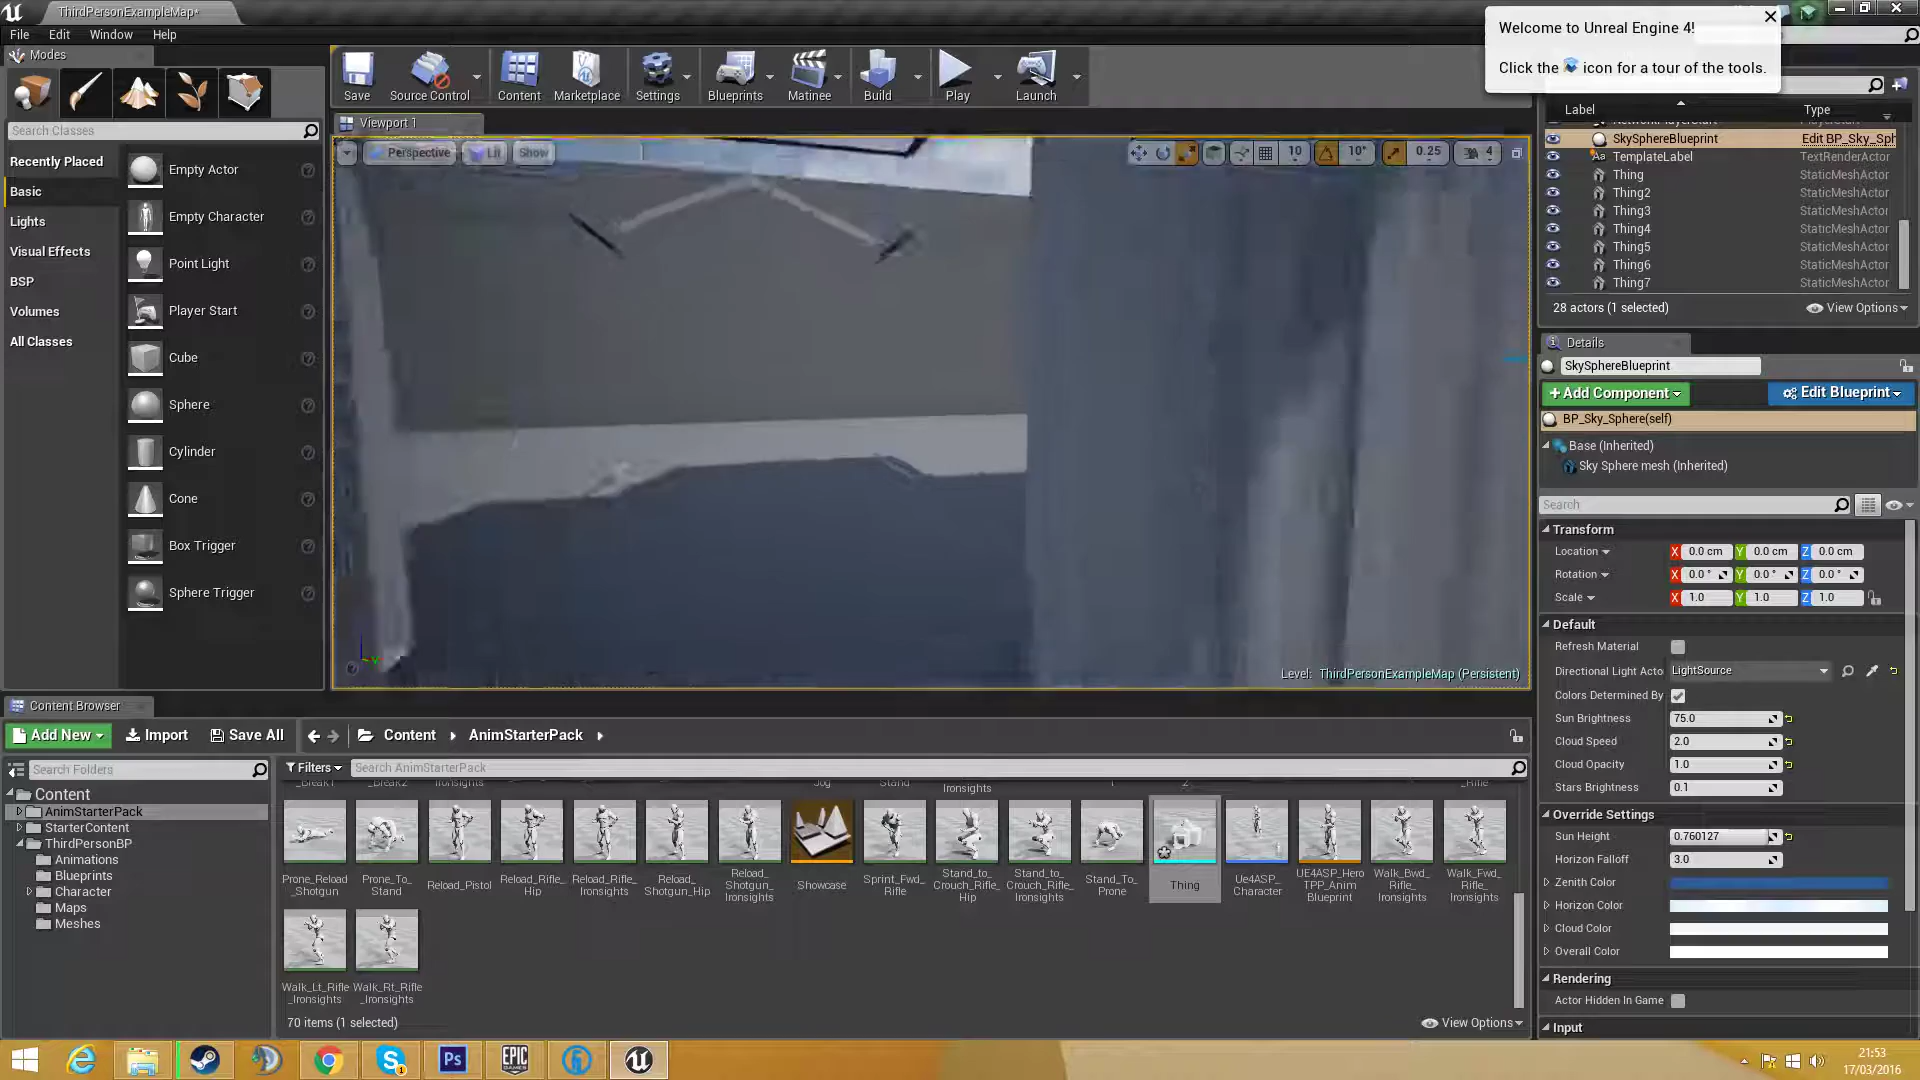 ThirdPersonExampleMap*
File Edit Window Help
Welcome to Unreal Engine 4!
Click the icon for a tour of the tools.
Modes
Save Source Control Content Marketplace Settings Blueprints Matinee Build Play Launch
Search Classes
Recently Placed
Basic
Lights
Visual Effects
BSP
Volumes
All Classes
Empty Actor
Empty Character
Point Light
Player Start
Cube
Sphere
Cylinder
Cone
Box Trigger
Sphere Trigger
Viewport 1
Perspective Lit Show
10 10° 0.25 4
Level: ThirdPersonExampleMap (Persistent)
Label Type
SkySphereBlueprint Edit BP_Sky_Sph
TemplateLabel TextRenderActor
Thing StaticMeshActor
Thing2 StaticMeshActor
Thing3 StaticMeshActor
Thing4 StaticMeshActor
Thing5 StaticMeshActor
Thing6 StaticMeshActor
Thing7 StaticMeshActor
28 actors (1 selected) View Options
Details
SkySphereBlueprint
+ Add Component Edit Blueprint
BP_Sky_Sphere(self)
Base (Inherited)
Sky Sphere mesh (Inherited)
Search
Transform
Location X 0.0 cm Y 0.0 cm Z 0.0 cm
Rotation X 0.0 ° Y 0.0 ° Z 0.0 °
Scale X 1.0 Y 1.0 Z 1.0
Default
Refresh Material
Directional Light Acto LightSource
Colors Determined By
Sun Brightness 75.0
Cloud Speed 2.0
Cloud Opacity 1.0
Stars Brightness 0.1
Override Settings
Sun Height 0.760127
Horizon Falloff 3.0
Zenith Color
Horizon Color
Cloud Color
Overall Color
Rendering
Actor Hidden In Game
Input
Content Browser
Add New Import Save All Content AnimStarterPack
Search Folders
Content
AnimStarterPack
StarterContent
ThirdPersonBP
Animations
Blueprints
Character
Maps
Meshes
Filters Search AnimStarterPack
_Break1 _Break2 Ironsights Jog Stand Ironsights 1 2 _Rifle
Prone_Reload
_Shotgun
Prone_To_
Stand
Reload_Pistol
Reload_Rifle_
Hip
Reload_Rifle_
Ironsights
Reload_
Shotgun_Hip
Reload_
Shotgun_
Ironsights
Showcase
Sprint_Fwd_
Rifle
Stand_to_
Crouch_Rifle_
Hip
Stand_to_
Crouch_Rifle_
Ironsights
Stand_To_
Prone
Thing
Ue4ASP_
Character
UE4ASP_Hero
TPP_Anim
Blueprint
Walk_Bwd_
Rifle_
Ironsights
Walk_Fwd_
Rifle_
Ironsights
Walk_Lt_Rifle
_Ironsights
Walk_Rt_Rifle
_Ironsights
70 items (1 selected) View Options
Ps
EPIC
GAMES
21:53
17/03/2016